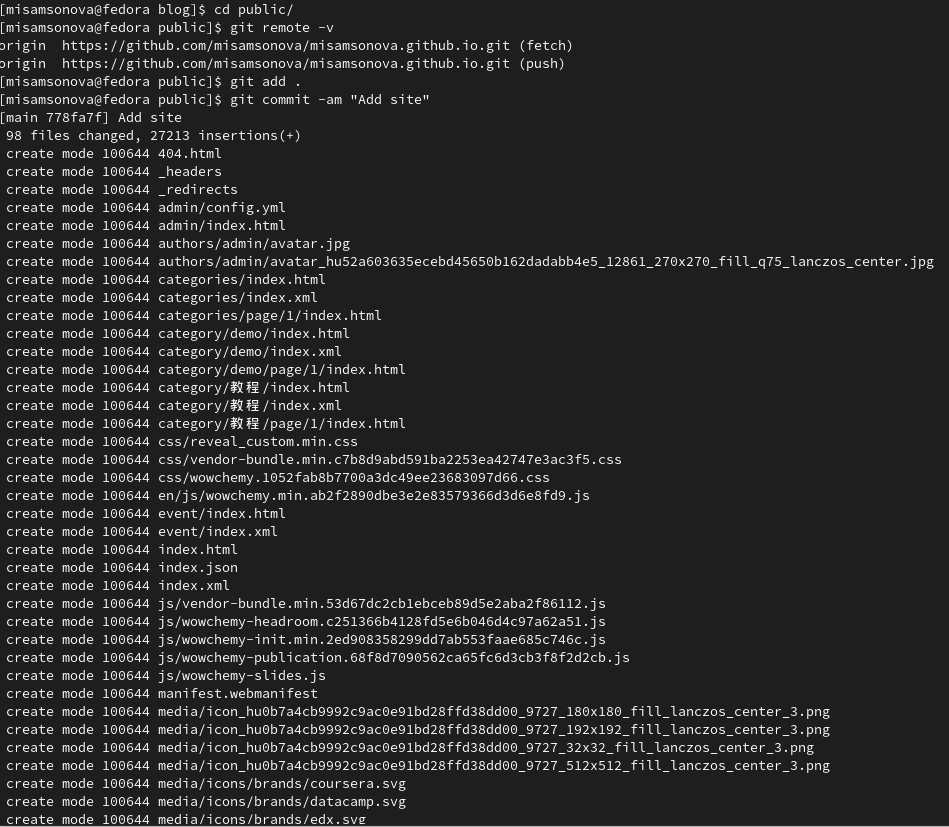 [misamsonova@fedora blog]$ cd public/
[misamsonova@fedora public]$ git remote -v
origin  https://github.com/misamsonova/misamsonova.github.io.git (fetch)
origin  https://github.com/misamsonova/misamsonova.github.io.git (push)
[misamsonova@fedora public]$ git add .
[misamsonova@fedora public]$ git commit -am "Add site"
[main 778fa7f] Add site
 98 files changed, 27213 insertions(+)
 create mode 100644 404.html
 create mode 100644 _headers
 create mode 100644 _redirects
 create mode 100644 admin/config.yml
 create mode 100644 admin/index.html
 create mode 100644 authors/admin/avatar.jpg
 create mode 100644 authors/admin/avatar_hu52a603635ecebd45650b162dadabb4e5_12861_270x270_fill_q75_lanczos_center.jpg
 create mode 100644 categories/index.html
 create mode 100644 categories/index.xml
 create mode 100644 categories/page/1/index.html
 create mode 100644 category/demo/index.html
 create mode 100644 category/demo/index.xml
 create mode 100644 category/demo/page/1/index.html
 create mode 100644 category/教程/index.html
 create mode 100644 category/教程/index.xml
 create mode 100644 category/教程/page/1/index.html
 create mode 100644 css/reveal_custom.min.css
 create mode 100644 css/vendor-bundle.min.c7b8d9abd591ba2253ea42747e3ac3f5.css
 create mode 100644 css/wowchemy.1052fab8b7700a3dc49ee23683097d66.css
 create mode 100644 en/js/wowchemy.min.ab2f2890dbe3e2e83579366d3d6e8fd9.js
 create mode 100644 event/index.html
 create mode 100644 event/index.xml
 create mode 100644 index.html
 create mode 100644 index.json
 create mode 100644 index.xml
 create mode 100644 js/vendor-bundle.min.53d67dc2cb1ebceb89d5e2aba2f86112.js
 create mode 100644 js/wowchemy-headroom.c251366b4128fd5e6b046d4c97a62a51.js
 create mode 100644 js/wowchemy-init.min.2ed908358299dd7ab553faae685c746c.js
 create mode 100644 js/wowchemy-publication.68f8d7090562ca65fc6d3cb3f8f2d2cb.js
 create mode 100644 js/wowchemy-slides.js
 create mode 100644 manifest.webmanifest
 create mode 100644 media/icon_hu0b7a4cb9992c9ac0e91bd28ffd38dd00_9727_180x180_fill_lanczos_center_3.png
 create mode 100644 media/icon_hu0b7a4cb9992c9ac0e91bd28ffd38dd00_9727_192x192_fill_lanczos_center_3.png
 create mode 100644 media/icon_hu0b7a4cb9992c9ac0e91bd28ffd38dd00_9727_32x32_fill_lanczos_center_3.png
 create mode 100644 media/icon_hu0b7a4cb9992c9ac0e91bd28ffd38dd00_9727_512x512_fill_lanczos_center_3.png
 create mode 100644 media/icons/brands/coursera.svg
 create mode 100644 media/icons/brands/datacamp.svg
 create mode 100644 media/icons/brands/edx.svg